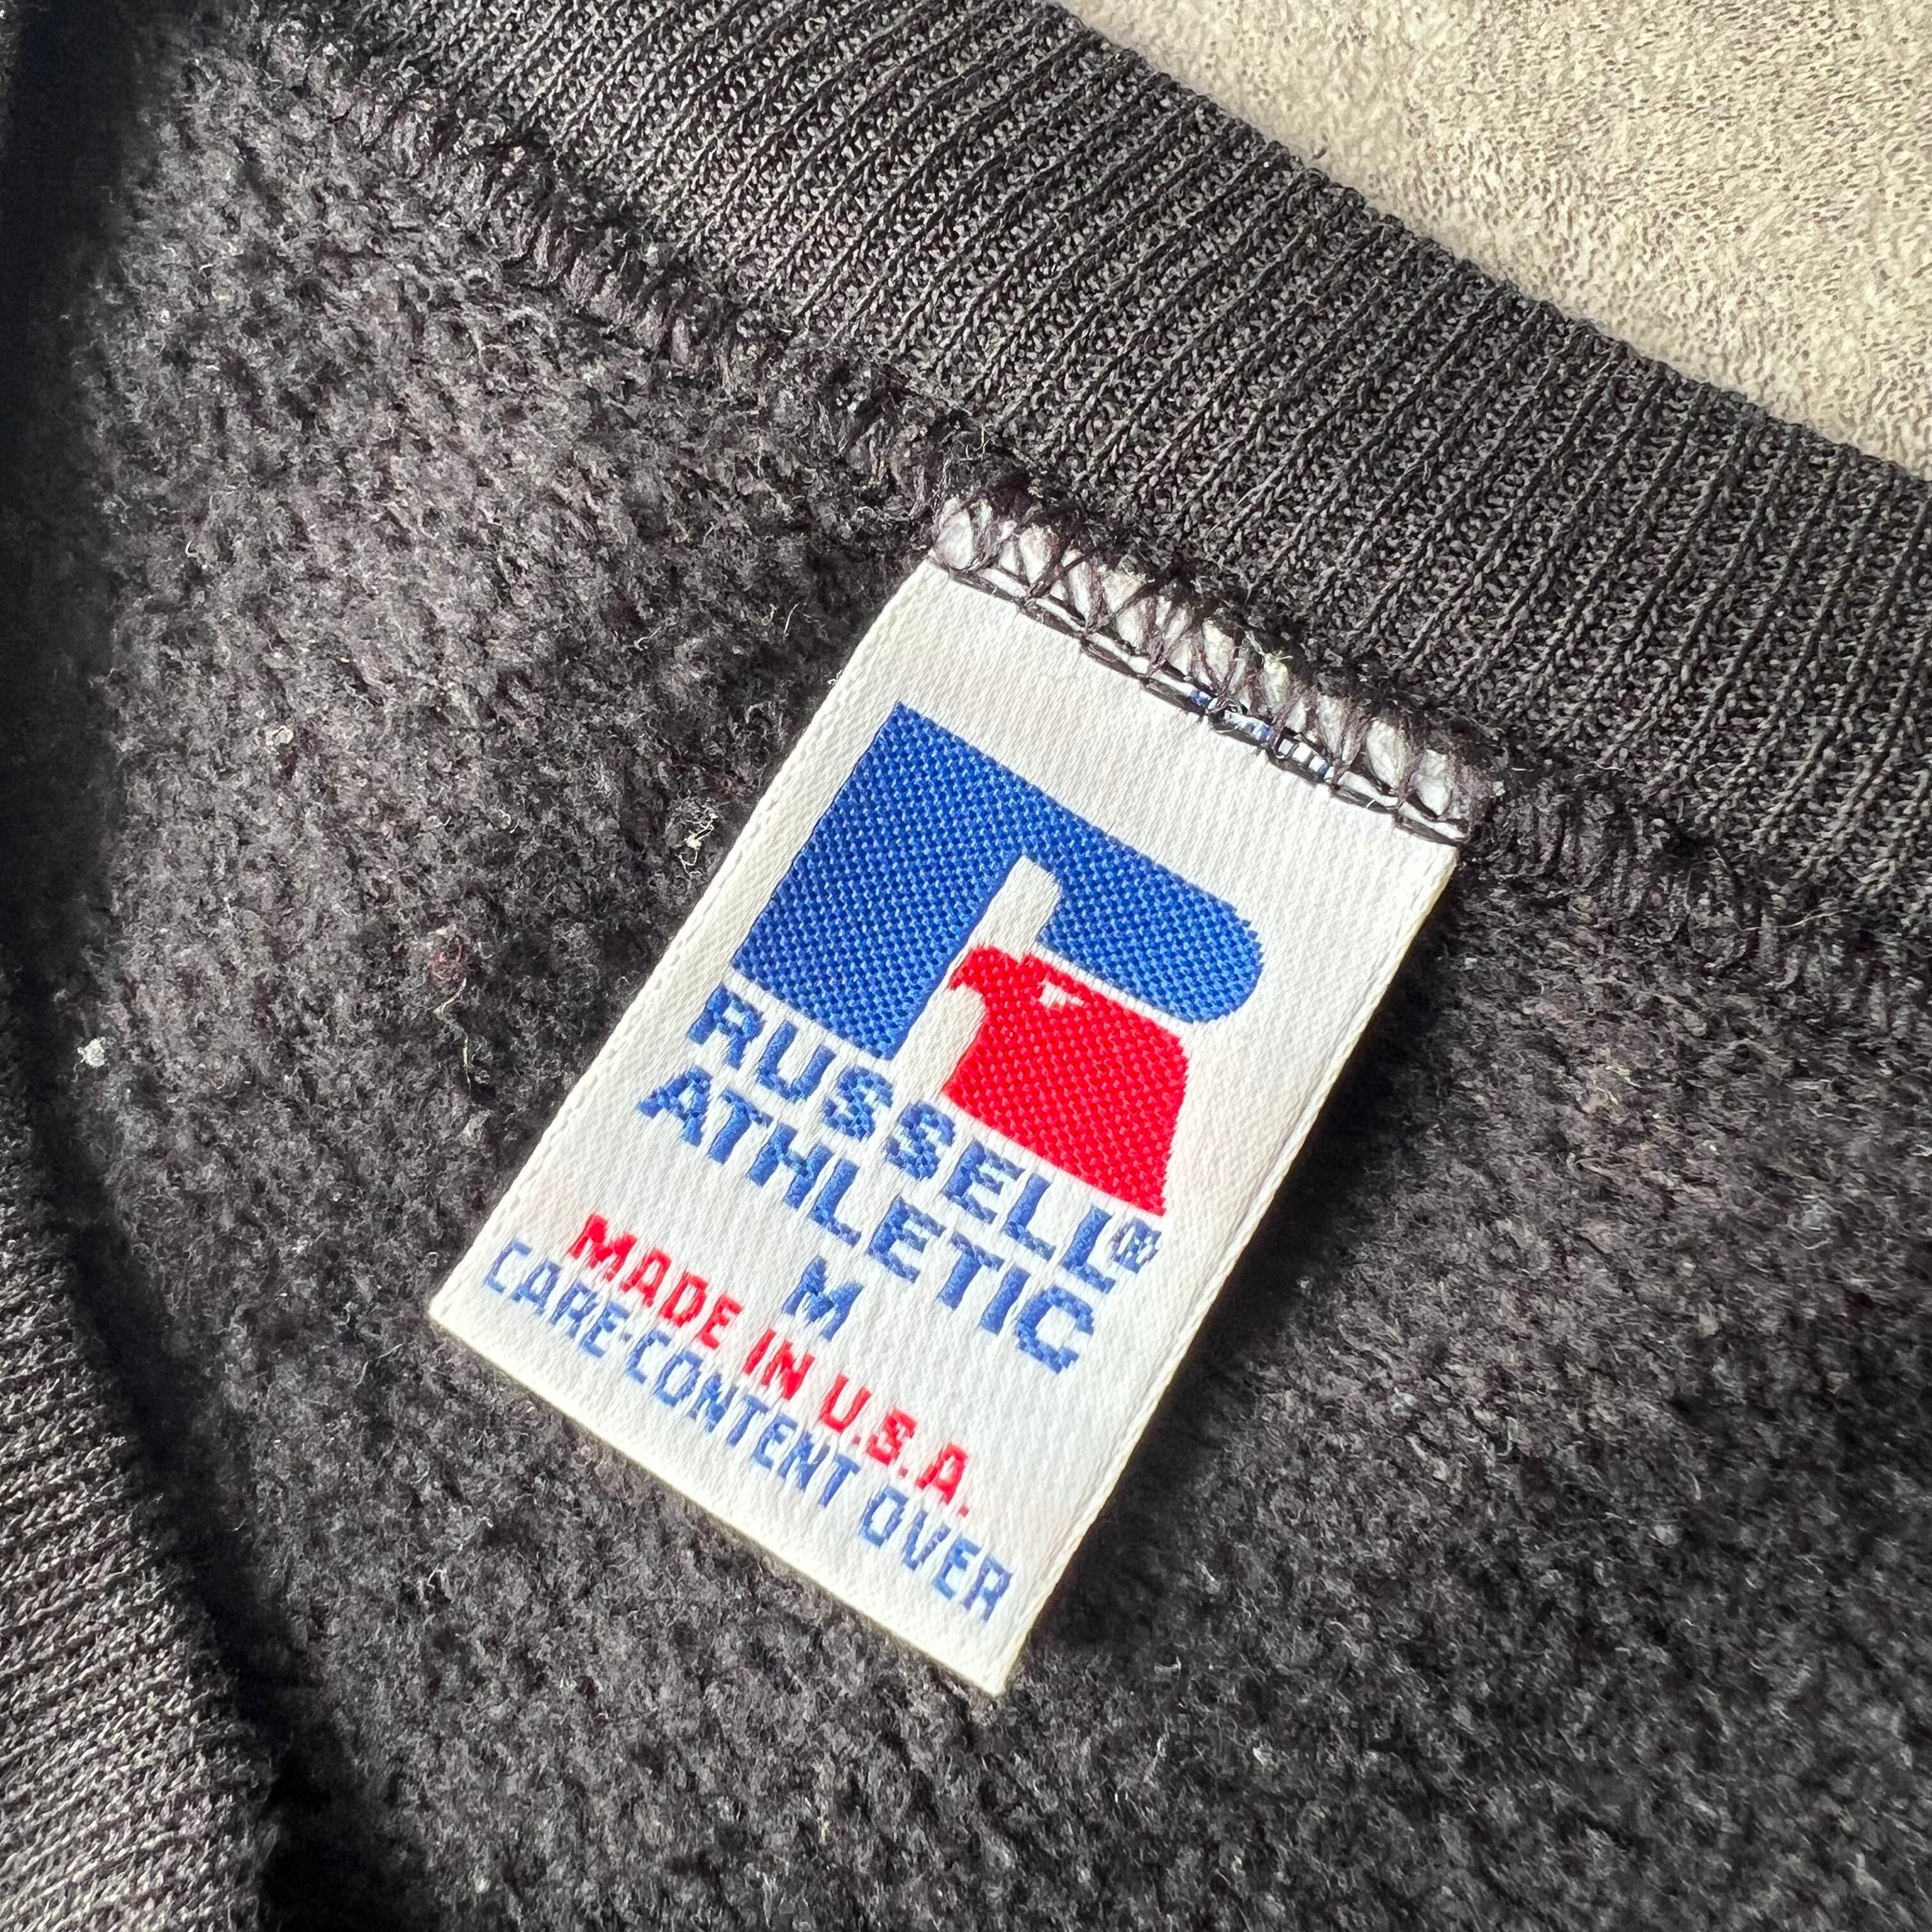 RUSSELL®
ATHLETIC
M
MADE IN U.S.A.
CARE-CONTENT OVER